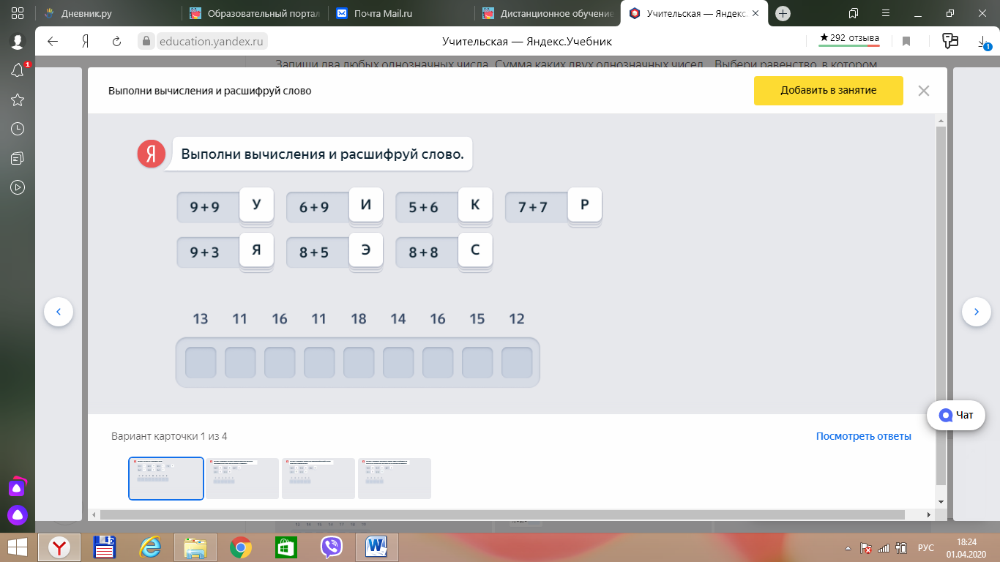 Дневник.ру Образовательный портал Почта Mail.ru Дистанционное обучение Учительская — Яндекс.
Я education.yandex.ru Учительская — Яндекс.Учебник ★292 отзыва 1
1
Запиши два любых однозначных числа. Сумма каких двух однозначных чисел Выбери равенство, в котором
Выполни вычисления и расшифруй слово Добавить в занятие
Я Выполни вычисления и расшифруй слово.
9+9 У 6+9 И 5+6 К 7+7 Р
9+3 Я 8+5 Э 8+8 С
13 11 16 11 18 14 16 15 12
Чат
Вариант карточки 1 из 4 Посмотреть ответы
РУС 18:24
01.04.2020